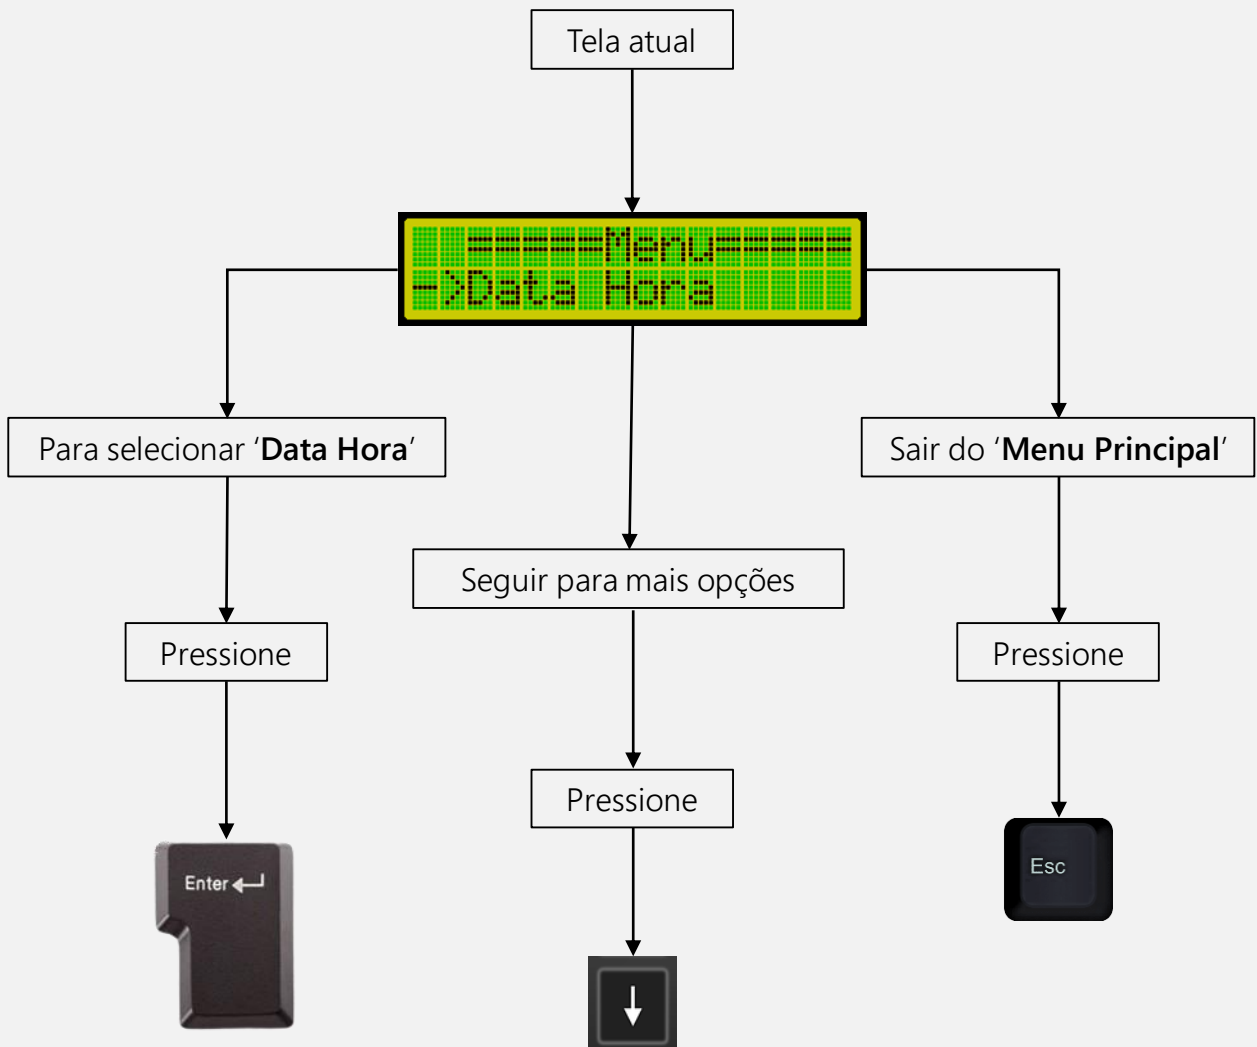 Tela atual
=====Menu=====
->Data Hora
Para selecionar ‘Data Hora’
Sair do ‘Menu Principal’
Seguir para mais opções
Pressione
Pressione
Pressione
Enter
Esc